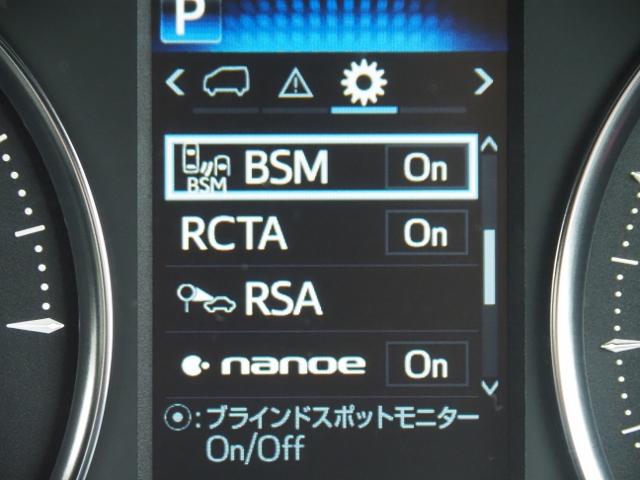 P
BSM BSM On
RCTA On
RSA
nanoe On
:ブラインドスポットモニター
On/Off